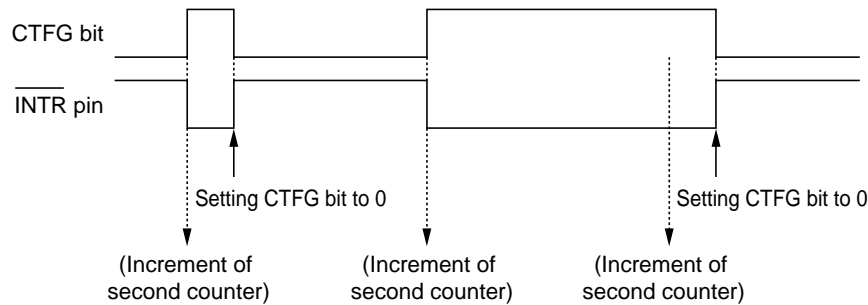 CTFG bit
INTR pin
Setting CTFG bit to 0
Setting CTFG bit to 0
(Increment of
second counter)
(Increment of
second counter)
(Increment of
second counter)